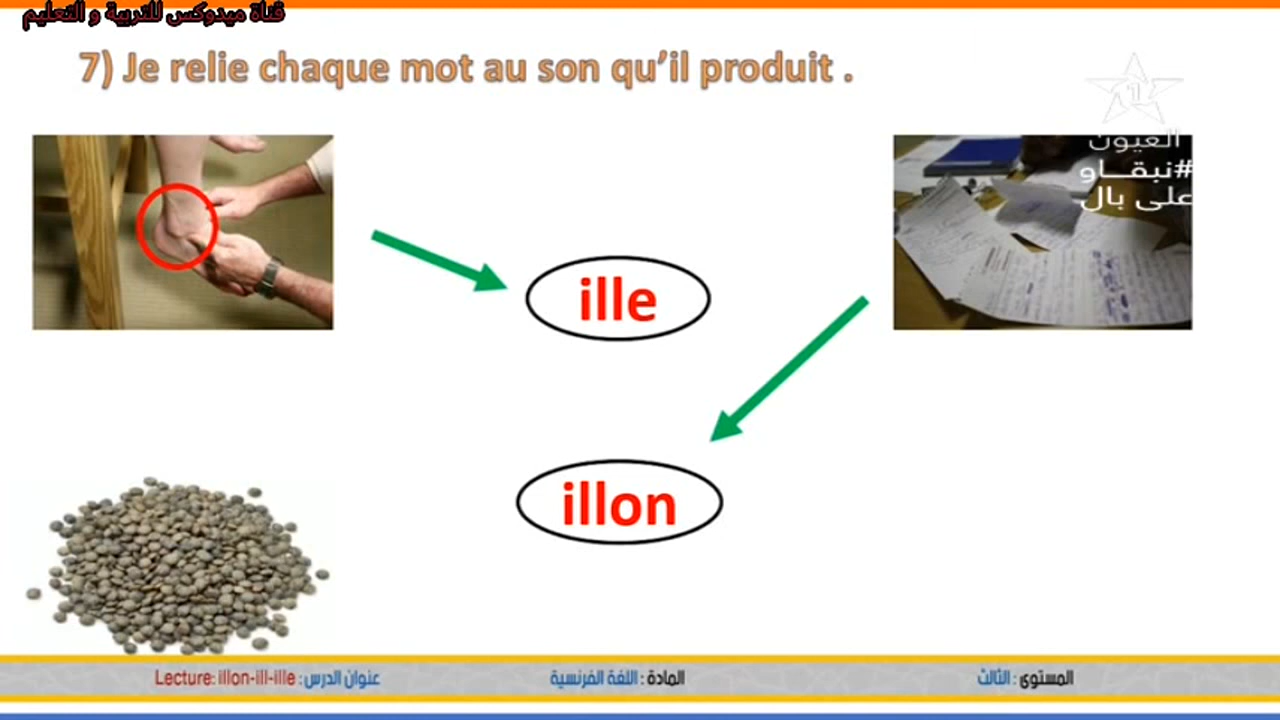 قناة ميدوكس للتربية و التعليم
7) Je relie chaque mot au son qu’il produit .
العيون
#نبقاو
على بال
ille
illon
عنوان الدرس : Lecture: illon-ill-ille
المادة : اللغة الفرنسية
المستوى : الثالث